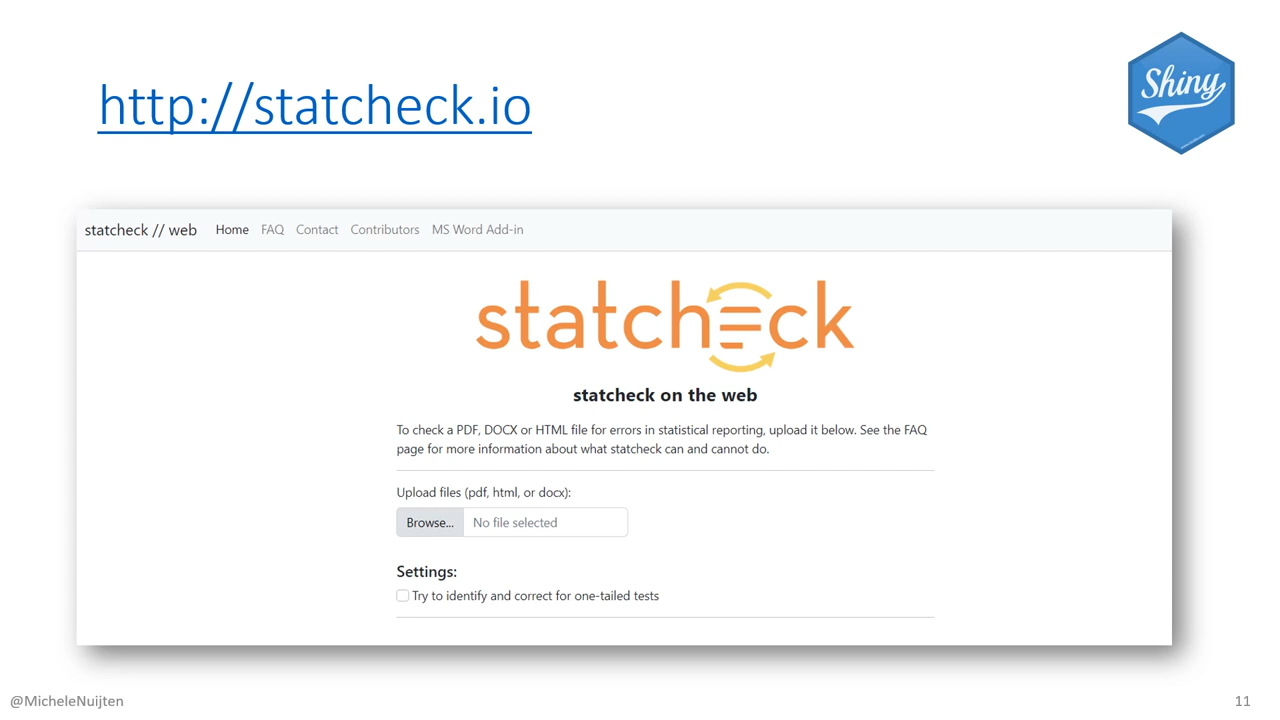 http://statcheck.io
Shiny
statcheck // web Home FAQ Contact Contributors MS Word Add-in
statcheck
statcheck on the web
To check a PDF, DOCX or HTML file for errors in statistical reporting, upload it below. See the FAQ
page for more information about what statcheck can and cannot do.
Upload files (pdf, html, or docx):
Browse... No file selected
Settings:
Try to identify and correct for one-tailed tests
@MicheleNuijten
11